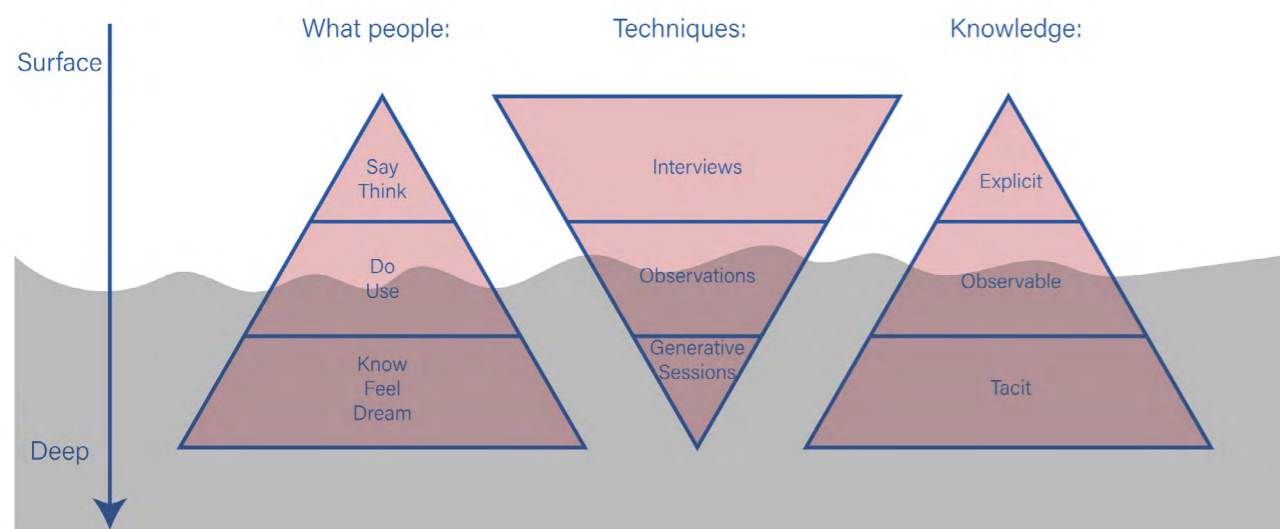 What people:
Techniques:
Knowledge:
Surface
Say
Think
Interviews
Explicit
Do
Use
Observations
Observable
Know
Feel
Dream
Generative
Sessions
Tacit
Deep